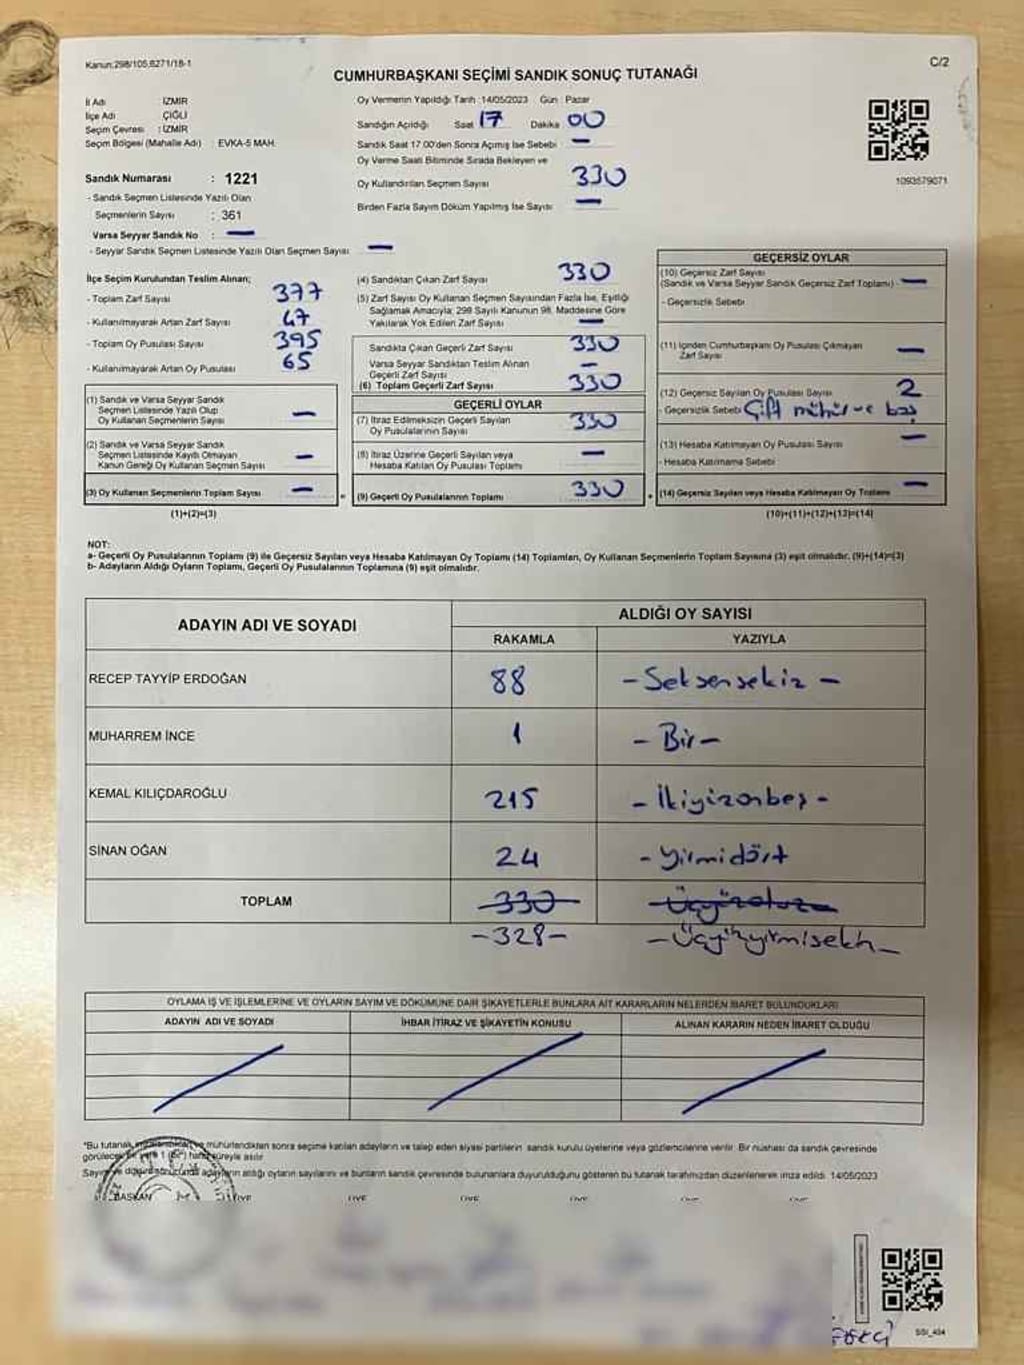 Kanun:298/105,6271/18-1
C/2
CUMHURBAŞKANI SEÇİMİ SANDIK SONUÇ TUTANAĞI
İl Adı : İZMİR
İlçe Adı : ÇİĞLİ
Seçim Çevresi : İZMİR
Seçim Bölgesi (Mahalle Adı) : EVKA-5 MAH.
Sandık Numarası : 1221
- Sandık Seçmen Listesinde Yazılı Olan
Seçmenlerin Sayısı : 361
Varsa Seyyar Sandık No : —
- Seyyar Sandık Seçmen Listesinde Yazılı Olan Seçmen Sayısı —
Oy Vermenin Yapıldığı Tarih :14/05/2023 Gün : Pazar
Sandığın Açıldığı Saat 17 Dakika 00
Sandık Saat 17.00'den Sonra Açımış İse Sebebi —
Oy Verme Saati Bitiminde Sırada Bekleyen ve
Oy Kullandırılan Seçmen Sayısı 330
Birden Fazla Sayım Döküm Yapılmış İse Sayısı —
1093579071
İlçe Seçim Kurulundan Teslim Alınan;
- Toplam Zarf Sayısı 377
- Kullanılmayarak Artan Zarf Sayısı 47
- Toplam Oy Pusulası Sayısı 395
- Kullanılmayarak Artan Oy Pusulası 65
(1) Sandık ve Varsa Seyyar Sandık
Seçmen Listesinde Yazılı Olup
Oy Kullanan Seçmenlerin Sayısı —
(2) Sandık ve Varsa Seyyar Sandık
Seçmen Listesinde Kayıtlı Olmayan
Kanun Gereği Oy Kullanan Seçmen Sayısı —
(3) Oy Kullanan Seçmenlerin Toplam Sayısı —
(1)+(2)=(3)
(4) Sandıktan Çıkan Zarf Sayısı 330
(5) Zarf Sayısı Oy Kullanan Seçmen Sayısından Fazla İse, Eşitliği
Sağlamak Amacıyla; 298 Sayılı Kanunun 98. Maddesine Göre
Yakılarak Yok Edilen Zarf Sayısı —
Sandıkta Çıkan Geçerli Zarf Sayısı 330
Varsa Seyyar Sandıktan Teslim Alınan
Geçerli Zarf Sayısı —
(6) Toplam Geçerli Zarf Sayısı 330
GEÇERLİ OYLAR
(7) İtiraz Edilmeksizin Geçerli Sayılan
Oy Pusulalarının Sayısı 330
(8) İtiraz Üzerine Geçerli Sayılan veya
Hesaba Katılan Oy Pusulası Toplamı —
= (9) Geçerli Oy Pusulalarının Toplamı 330
GEÇERSİZ OYLAR
(10) Geçersiz Zarf Sayısı
(Sandık ve Varsa Seyyar Sandık Geçersiz Zarf Toplamı) —
- Geçersizlik Sebebi
(11) İçinden Cumhurbaşkanı Oy Pusulası Çıkmayan
Zarf Sayısı —
(12) Geçersiz Sayılan Oy Pusulası Sayısı 2
- Geçersizlik Sebebi Çift mühür ve boş
(13) Hesaba Katılmayan Oy Pusulası Sayısı —
- Hesaba Katılmama Sebebi
+ (14) Geçersiz Sayılan veya Hesaba Katılmayan Oy Toplamı —
(10)+(11)+(12)+(13)=(14)
NOT:
a- Geçerli Oy Pusulalarının Toplamı (9) ile Geçersiz Sayılan veya Hesaba Katılmayan Oy Toplamı (14) Toplamları, Oy Kullanan Seçmenlerin Toplam Sayısına (3) eşit olmalıdır. (9)+(14)=(3)
b- Adayların Aldığı Oyların Toplamı, Geçerli Oy Pusulalarının Toplamına (9) eşit olmalıdır.
ADAYIN ADI VE SOYADI
ALDIĞI OY SAYISI
RAKAMLA YAZIYLA
RECEP TAYYİP ERDOĞAN 88 -Seksensekiz-
MUHARREM İNCE 1 -Bir-
KEMAL KILIÇDAROĞLU 215 -İkiyüzonbeş-
SİNAN OĞAN 24 -Yirmidört
TOPLAM 330 Üçyüzotuz
-328- -Üçyüzyirmisekiz-
OYLAMA İŞ VE İŞLEMLERİNE VE OYLARIN SAYIM VE DÖKÜMÜNE DAİR ŞİKAYETLERLE BUNLARA AİT KARARLARIN NELERDEN İBARET BULUNDUKLARI
ADAYIN ADI VE SOYADI İHBAR İTİRAZ VE ŞİKAYETİN KONUSU ALINAN KARARIN NEDEN İBARET OLDUĞU
*Bu tutanak ve mühürlendikten sonra seçime katılan adayların ve talep eden siyasi partilerin sandık kurulu üyelerine veya gözlemcilerine verilir. Bir nüshası da sandık çevresinde
görülecek bir yere 1 hafta süreyle asılır.
Sayım ve döküm sonucunda adayların aldığı oyların sayılarını ve bunların sandık çevresinde bulunanlara duyurulduğunu gösteren bu tutanak tarafımızdan düzenlenerek imza edildi. 14/05/2023
BAŞKAN ÜYE ÜYE ÜYE ÜYE ÜYE